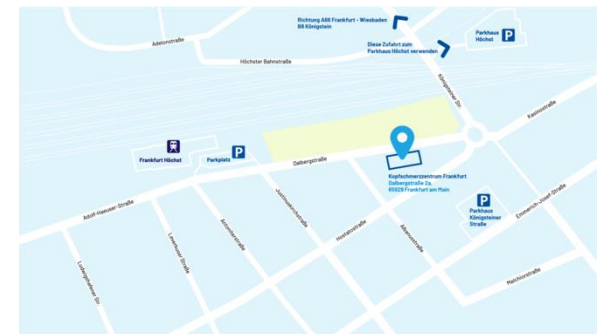 Richtung A66 Frankfurt - Wiesbaden
B8 Königstein
Diese Zufahrt zum
Parkhaus Höchst verwenden
Parkhaus
Höchst
P
Adelonstraße
Höchster Bahnstraße
Königsteiner Str.
Kasinostraße
Frankfurt Höchst
Parkplatz
P
Dalbergstraße
Kopfschmerzzentrum Frankfurt
Dalbergstraße 2a,
65929 Frankfurt am Main
P
Parkhaus
Königsteiner
Straße
Emmerich-Josef-Straße
Adolf-Haeuser-Straße
Justinuskirchstraße
Antoniterstraße
Hostatostraße
Albanusstraße
Leverkuser Straße
Ludwigshafener Str.
Melchiorstraße